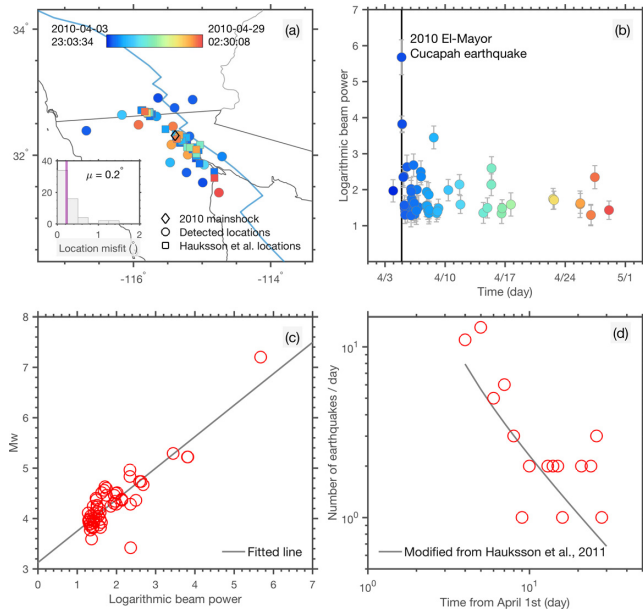 34°
2010-04-03
23:03:34
2010-04-29
02:30:08
(a)
32°
40
20
0
μ = 0.2°
0
1
2
Location misfit (°)
2010 mainshock
Detected locations
Hauksson et al. locations
-116°
-114°
(b)
2010 El-Mayor
Cucapah earthquake
Logarithmic beam power
7
6
5
4
3
2
1
4/3
4/10
4/17
4/24
5/1
Time (day)
(c)
Mw
8
7
6
5
4
3
0
1
2
3
4
5
6
7
Fitted line
Logarithmic beam power
(d)
Number of earthquakes / day
10¹
10⁰
Modified from Hauksson et al., 2011
10⁰
10¹
Time from April 1st (day)